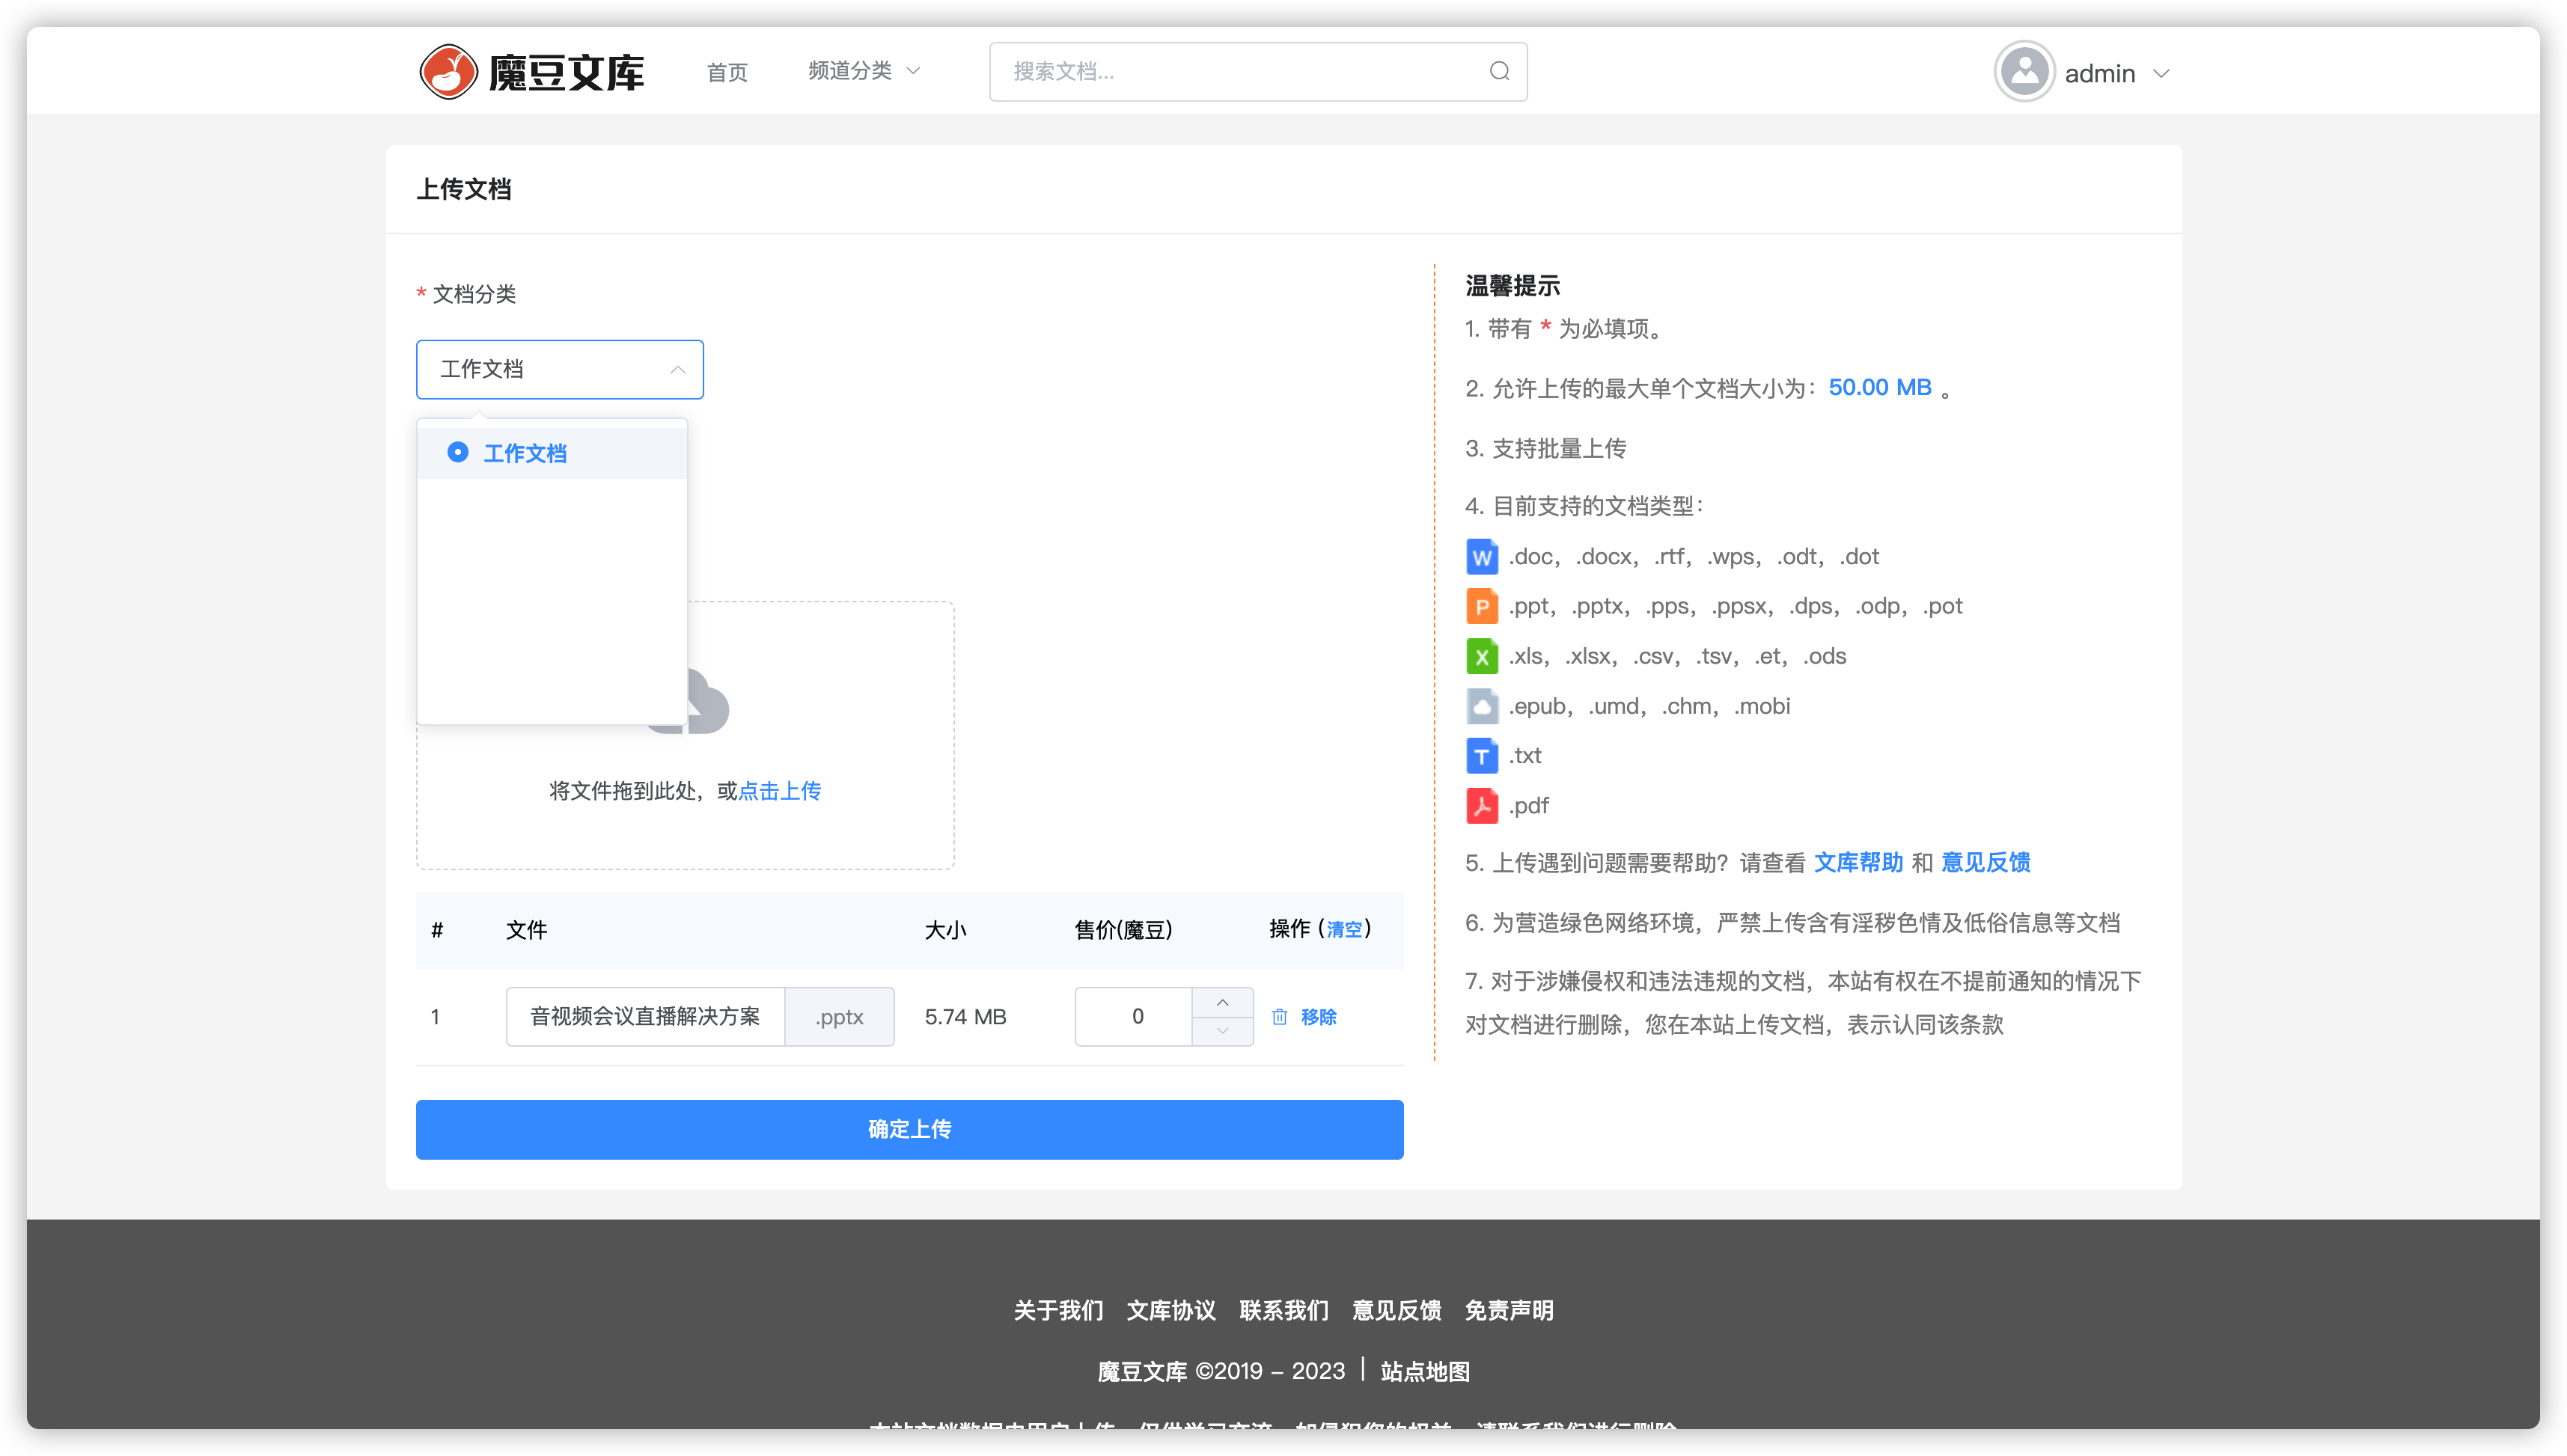 魔豆文库
首页
频道分类
搜索文档...
admin
上传文档
* 文档分类
工作文档
工作文档
将文件拖到此处，或点击上传
# 文件 大小 售价(魔豆) 操作 (清空)
1 音视频会议直播解决方案 .pptx 5.74 MB 0 移除
确定上传
温馨提示
1. 带有 * 为必填项。
2. 允许上传的最大单个文档大小为：50.00 MB 。
3. 支持批量上传
4. 目前支持的文档类型：
W .doc，.docx，.rtf，.wps，.odt，.dot
P .ppt，.pptx，.pps，.ppsx，.dps，.odp，.pot
X .xls，.xlsx，.csv，.tsv，.et，.ods
.epub，.umd，.chm，.mobi
T .txt
.pdf
5. 上传遇到问题需要帮助？请查看 文库帮助 和 意见反馈
6. 为营造绿色网络环境，严禁上传含有淫秽色情及低俗信息等文档
7. 对于涉嫌侵权和违法违规的文档，本站有权在不提前通知的情况下
对文档进行删除，您在本站上传文档，表示认同该条款
关于我们 文库协议 联系我们 意见反馈 免责声明
魔豆文库 ©2019 – 2023 | 站点地图